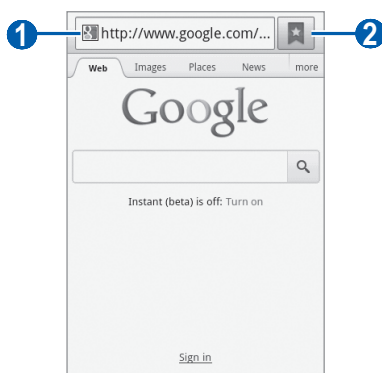 1 http://www.google.com/... 2
Web Images Places News more
Google
Instant (beta) is off: Turn on
Sign in